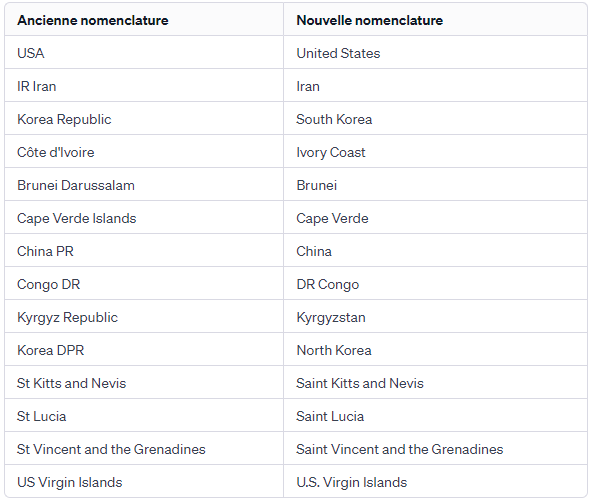 Ancienne nomenclature Nouvelle nomenclature
USA United States
IR Iran Iran
Korea Republic South Korea
Côte d'Ivoire Ivory Coast
Brunei Darussalam Brunei
Cape Verde Islands Cape Verde
China PR China
Congo DR DR Congo
Kyrgyz Republic Kyrgyzstan
Korea DPR North Korea
St Kitts and Nevis Saint Kitts and Nevis
St Lucia Saint Lucia
St Vincent and the Grenadines Saint Vincent and the Grenadines
US Virgin Islands U.S. Virgin Islands